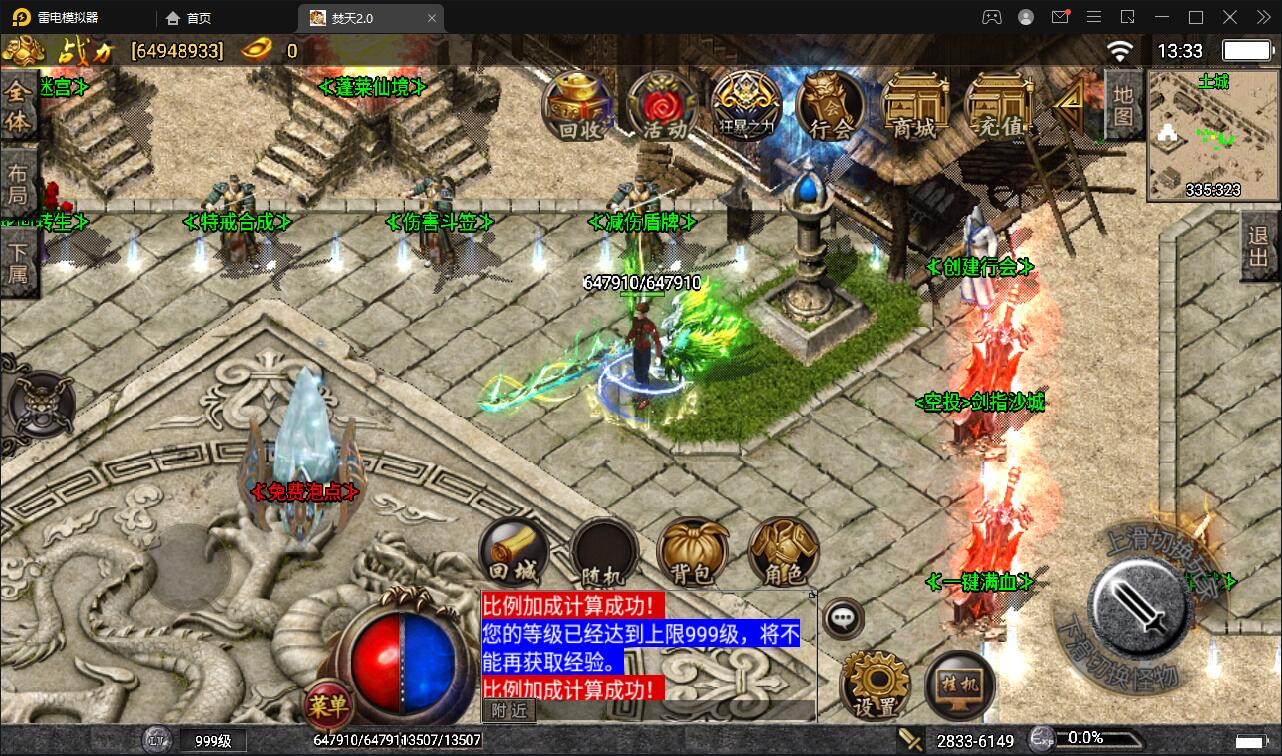 雷电模拟器
首页
梵天2.0
战力 [64948933] 0
13:33
全体
迷宫
蓬莱仙境
回收
活动
狂暴之力
行会
商城
充值
地图
土城
335:323
布局
转生
特戒合成
伤害斗笠
减伤盾牌
退出
下属
647910/647910
创建行会
<空投>剑指沙城
免费泡点
一键满血
上滑切换
下滑切换怪物
回城
随机
背包
角色
比例加成计算成功！
您的等级已经达到上限999级，将不
能再获取经验。
比例加成计算成功！
附近
菜单
设置
挂机
LV
999级
647910/6479113507/13507
2833-6149
EXP
0.0%